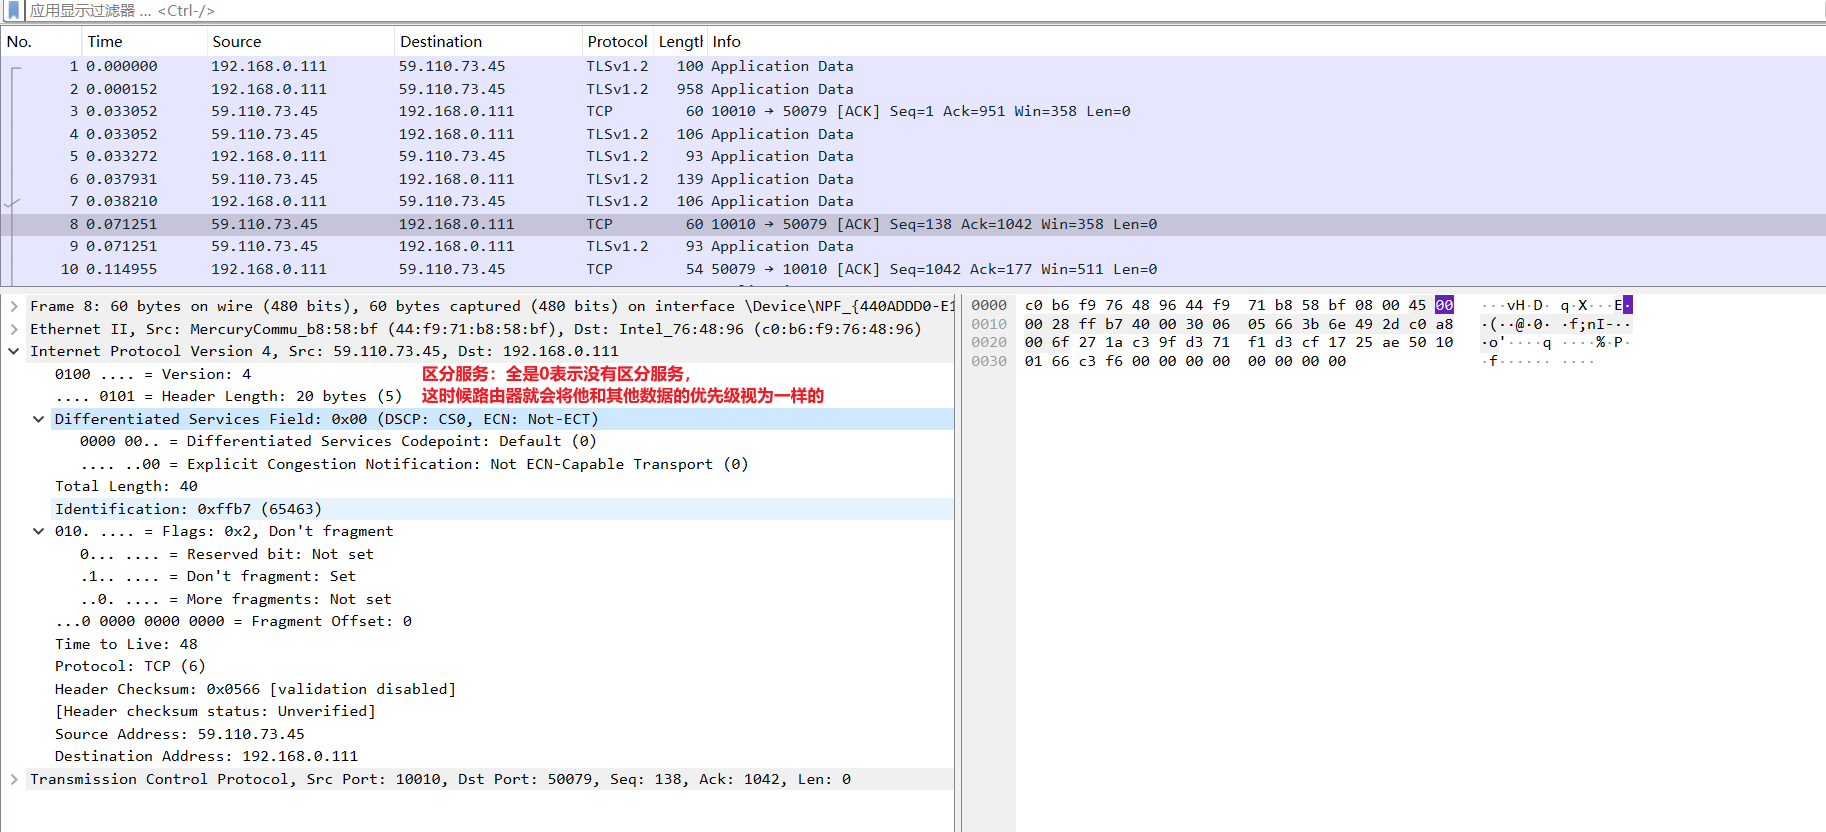 应用显示过滤器 … <Ctrl-/>
No. Time Source Destination Protocol Lengtl Info
1 0.000000 192.168.0.111 59.110.73.45 TLSv1.2 100 Application Data
2 0.000152 192.168.0.111 59.110.73.45 TLSv1.2 958 Application Data
3 0.033052 59.110.73.45 192.168.0.111 TCP 60 10010 → 50079 [ACK] Seq=1 Ack=951 Win=358 Len=0
4 0.033052 59.110.73.45 192.168.0.111 TLSv1.2 106 Application Data
5 0.033272 192.168.0.111 59.110.73.45 TLSv1.2 93 Application Data
6 0.037931 59.110.73.45 192.168.0.111 TLSv1.2 139 Application Data
7 0.038210 192.168.0.111 59.110.73.45 TLSv1.2 106 Application Data
8 0.071251 59.110.73.45 192.168.0.111 TCP 60 10010 → 50079 [ACK] Seq=138 Ack=1042 Win=358 Len=0
9 0.071251 59.110.73.45 192.168.0.111 TLSv1.2 93 Application Data
10 0.114955 192.168.0.111 59.110.73.45 TCP 54 50079 → 10010 [ACK] Seq=1042 Ack=177 Win=511 Len=0
Frame 8: 60 bytes on wire (480 bits), 60 bytes captured (480 bits) on interface \Device\NPF_{440ADDD0-E1
Ethernet II, Src: MercuryCommu_b8:58:bf (44:f9:71:b8:58:bf), Dst: Intel_76:48:96 (c0:b6:f9:76:48:96)
Internet Protocol Version 4, Src: 59.110.73.45, Dst: 192.168.0.111
0100 .... = Version: 4
区分服务：全是0表示没有区分服务，
.... 0101 = Header Length: 20 bytes (5)
这时候路由器就会将他和其他数据的优先级视为一样的
Differentiated Services Field: 0x00 (DSCP: CS0, ECN: Not-ECT)
0000 00.. = Differentiated Services Codepoint: Default (0)
.... ..00 = Explicit Congestion Notification: Not ECN-Capable Transport (0)
Total Length: 40
Identification: 0xffb7 (65463)
010. .... = Flags: 0x2, Don't fragment
0... .... = Reserved bit: Not set
.1.. .... = Don't fragment: Set
..0. .... = More fragments: Not set
...0 0000 0000 0000 = Fragment Offset: 0
Time to Live: 48
Protocol: TCP (6)
Header Checksum: 0x0566 [validation disabled]
[Header checksum status: Unverified]
Source Address: 59.110.73.45
Destination Address: 192.168.0.111
Transmission Control Protocol, Src Port: 10010, Dst Port: 50079, Seq: 138, Ack: 1042, Len: 0
0000 c0 b6 f9 76 48 96 44 f9 71 b8 58 bf 08 00 45 00 ···vH·D· q·X···E·
0010 00 28 ff b7 40 00 30 06 05 66 3b 6e 49 2d c0 a8 ·(··@·0· ·f;nI-··
0020 00 6f 27 1a c3 9f d3 71 f1 d3 cf 17 25 ae 50 10 ·o'····q ····%·P·
0030 01 66 c3 f6 00 00 00 00 00 00 00 00 ·f······ ····